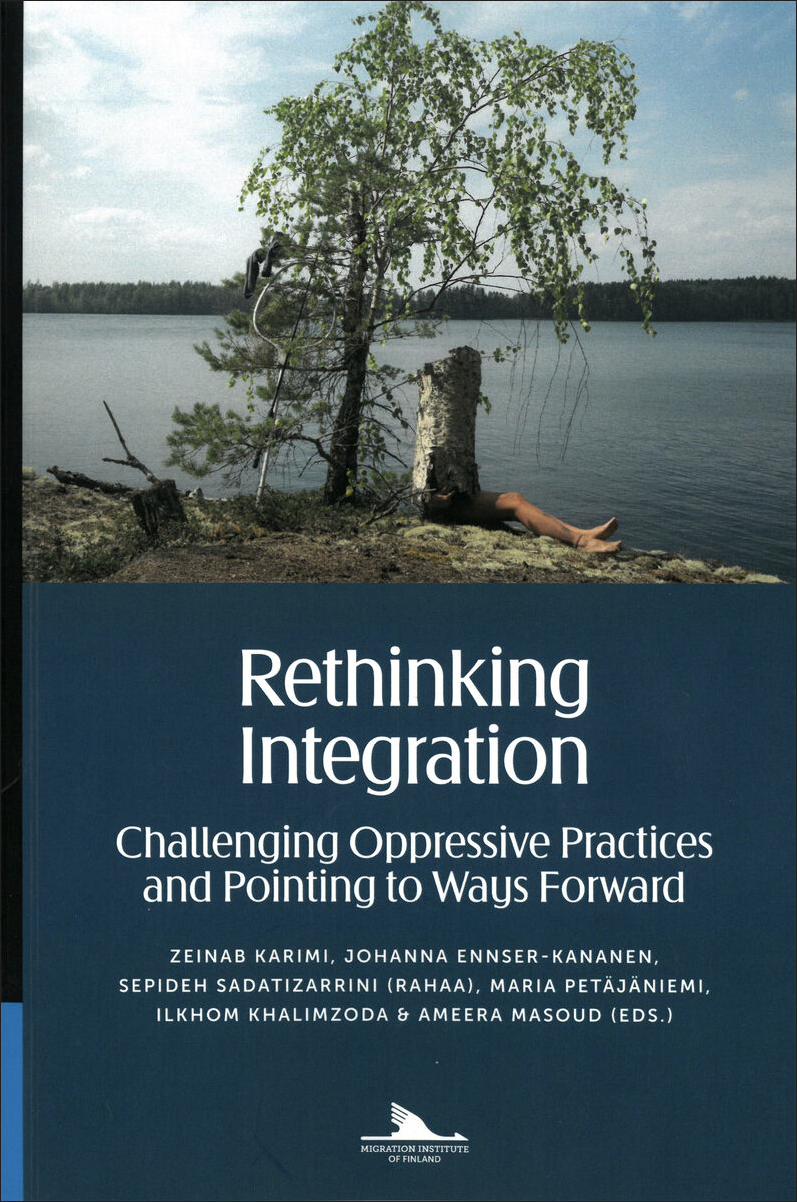 Rethinking
Integration
Challenging Oppressive Practices
and Pointing to Ways Forward
ZEINAB KARIMI, JOHANNA ENNSER-KANANEN,
SEPIDEH SADATIZARRINI (RAHAA), MARIA PETÄJÄNIEMI,
ILKHOM KHALIMZODA & AMEERA MASOUD (EDS.)
MIGRATION INSTITUTE
OF FINLAND